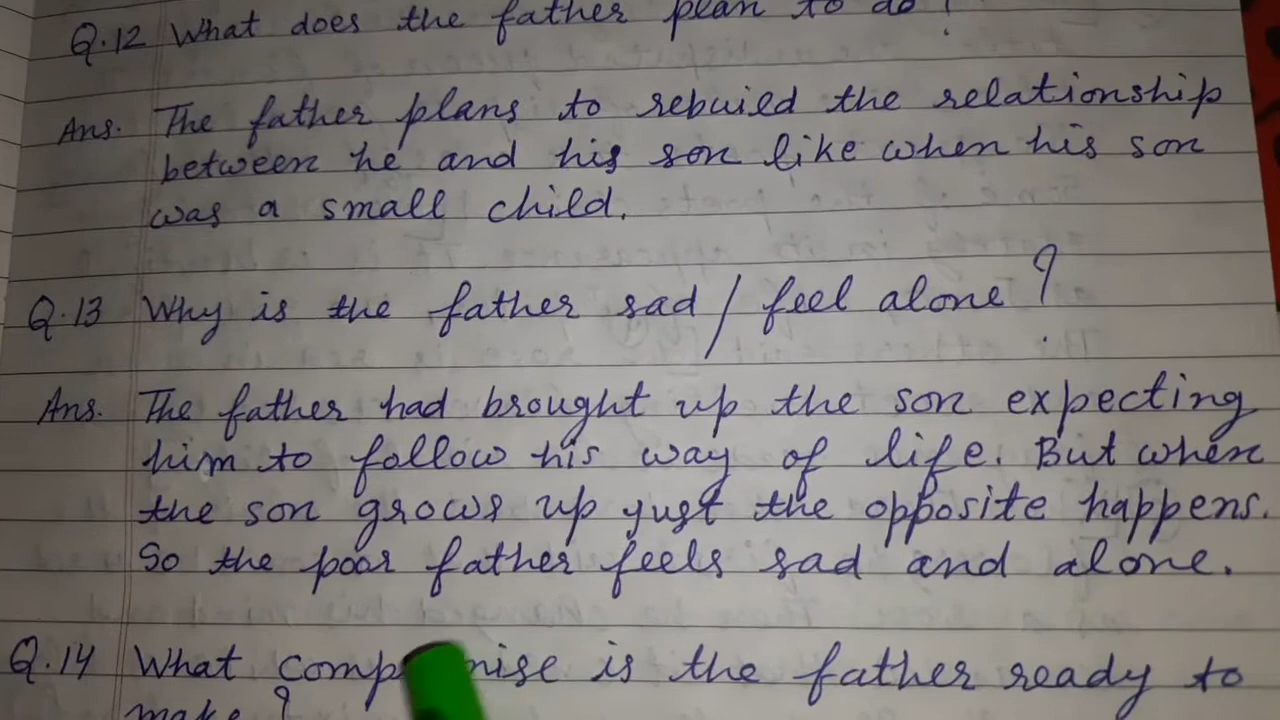 Q.12 What does the father plan to do?
Ans. The father plans to rebuild the relationship
between he and his son like when his son
was a small child.
Q.13 Why is the father sad / feel alone?
Ans. The father had brought up the son expecting
him to follow his way of life. But when
the son grows up just the opposite happens.
So the poor father feels sad and alone.
Q.14 What is the father ready to
make?